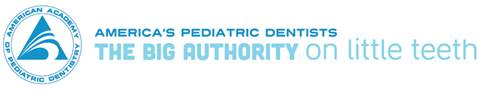 AMERICAN ACADEMY
OF PEDIATRIC DENTISTRY
AMERICA'S PEDIATRIC DENTISTS
THE BIG AUTHORITY on little teeth